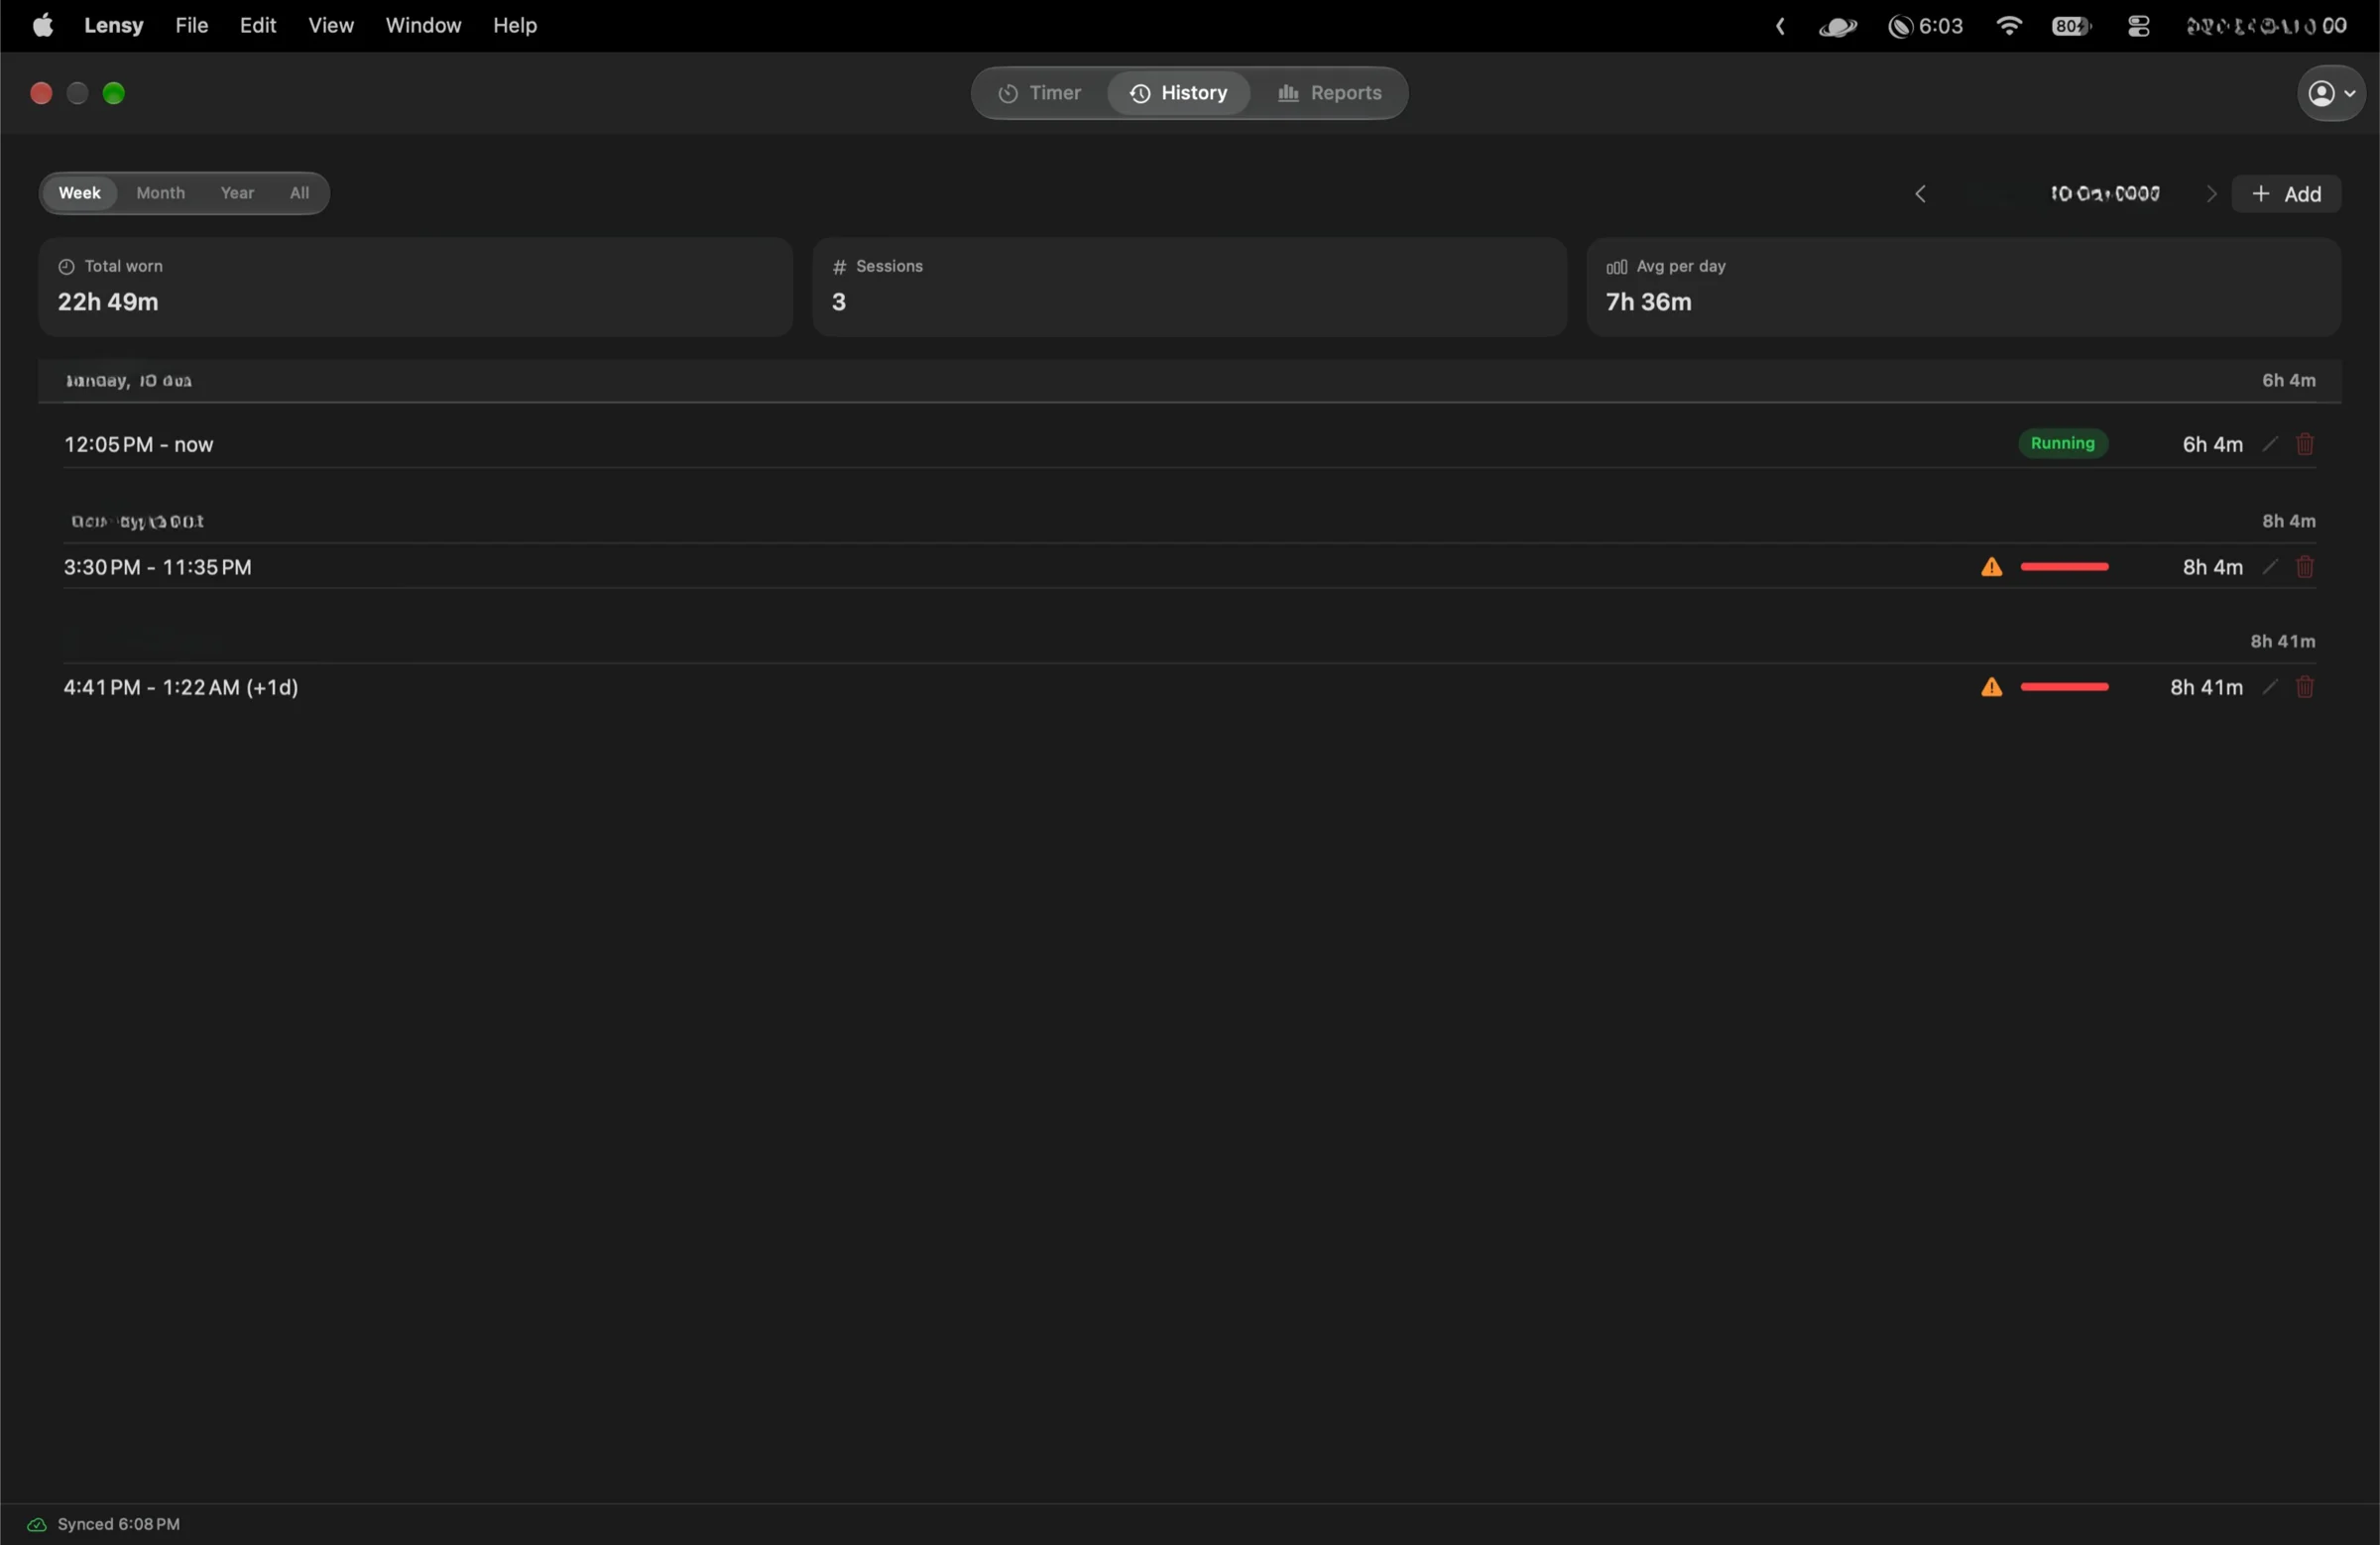 Lensy File Edit View Window Help 6:03 80
Timer History Reports
Week Month Year All + Add
Total worn
22h 49m
# Sessions
3
Avg per day
7h 36m
6h 4m
12:05 PM - now Running 6h 4m
8h 4m
3:30 PM - 11:35 PM 8h 4m
8h 41m
4:41 PM - 1:22 AM (+1d) 8h 41m
Synced 6:08 PM